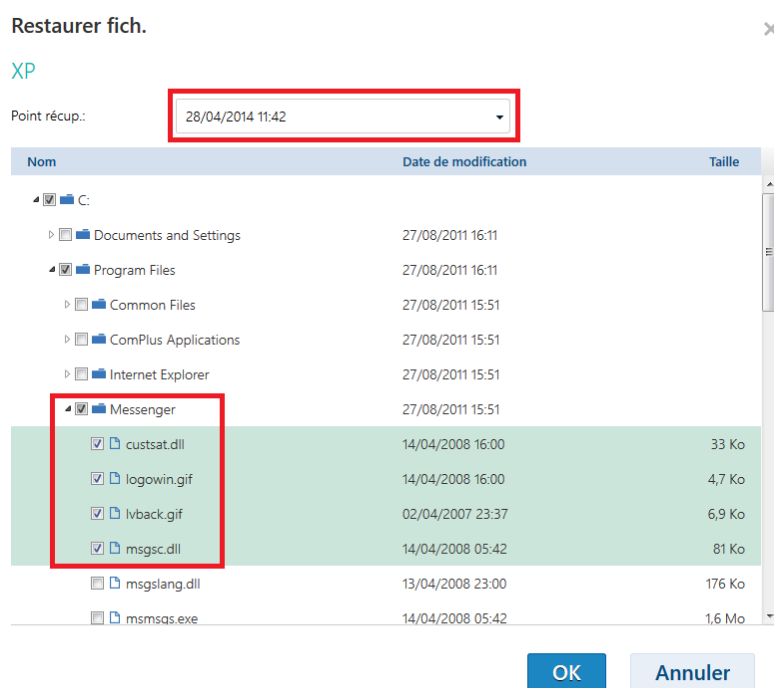 Restaurer fich.
XP
Point récup.: 28/04/2014 11:42
Nom Date de modification Taille
C:
Documents and Settings 27/08/2011 16:11
Program Files 27/08/2011 16:11
Common Files 27/08/2011 15:51
ComPlus Applications 27/08/2011 15:51
Internet Explorer 27/08/2011 15:51
Messenger 27/08/2011 15:51
custsat.dll 14/04/2008 16:00 33 Ko
logowin.gif 14/04/2008 16:00 4,7 Ko
lvback.gif 02/04/2007 23:37 6,9 Ko
msgsc.dll 14/04/2008 05:42 81 Ko
msgslang.dll 13/04/2008 23:00 176 Ko
msmsgs.exe 14/04/2008 05:42 1,6 Mo
OK Annuler